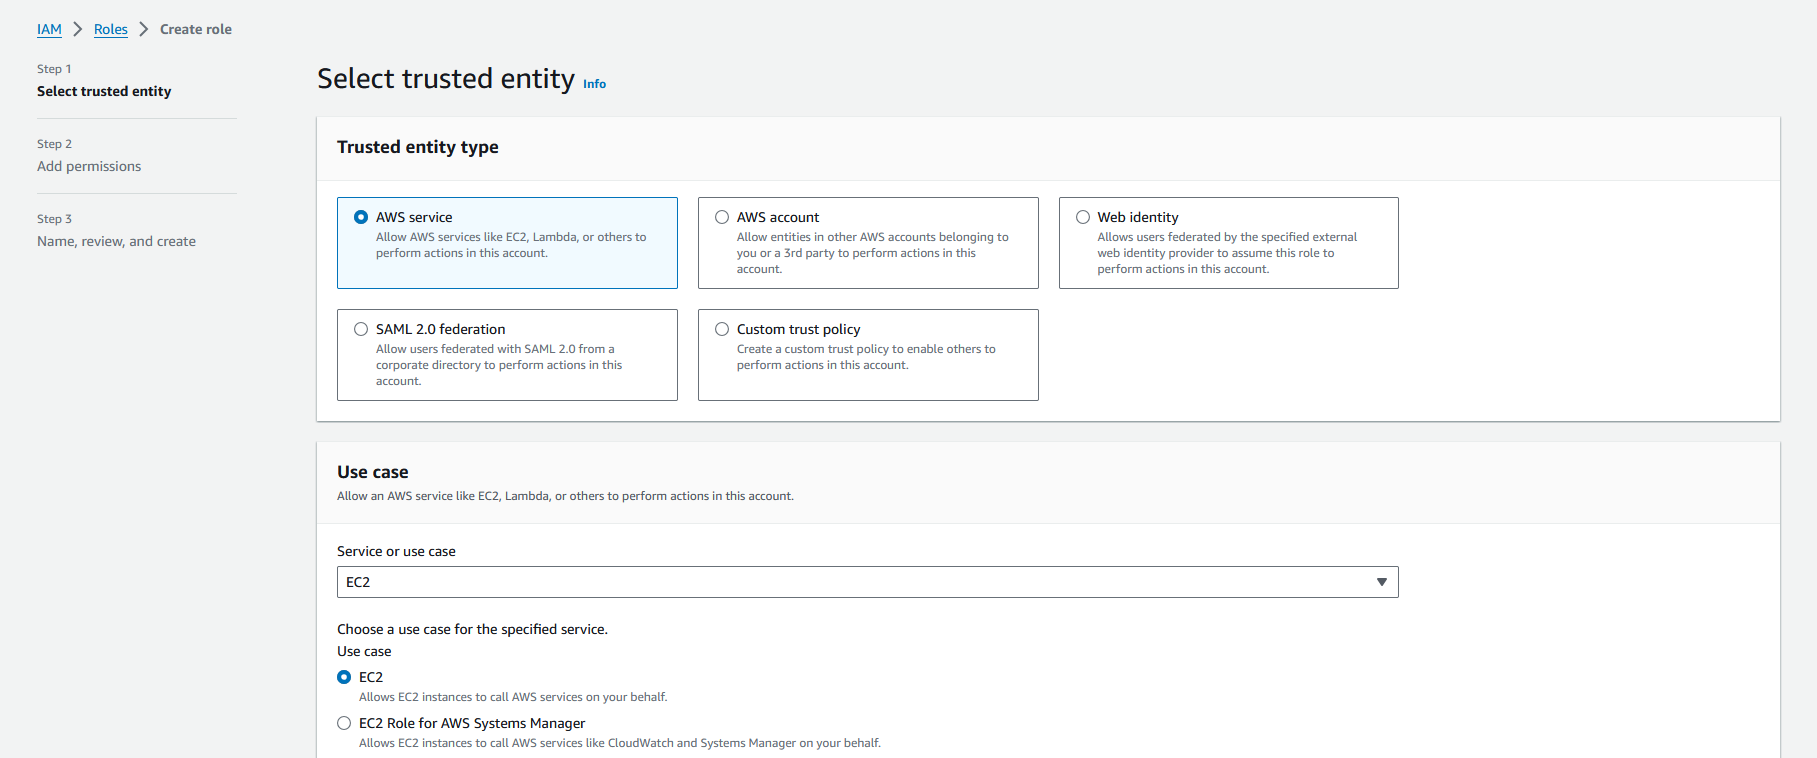 IAM > Roles > Create role
Step 1
Select trusted entity
Step 2
Add permissions
Step 3
Name, review, and create
Select trusted entity Info
Trusted entity type
AWS service
Allow AWS services like EC2, Lambda, or others to
perform actions in this account.
AWS account
Allow entities in other AWS accounts belonging to
you or a 3rd party to perform actions in this
account.
Web identity
Allows users federated by the specified external
web identity provider to assume this role to
perform actions in this account.
SAML 2.0 federation
Allow users federated with SAML 2.0 from a
corporate directory to perform actions in this
account.
Custom trust policy
Create a custom trust policy to enable others to
perform actions in this account.
Use case
Allow an AWS service like EC2, Lambda, or others to perform actions in this account.
Service or use case
EC2
Choose a use case for the specified service.
Use case
EC2
Allows EC2 instances to call AWS services on your behalf.
EC2 Role for AWS Systems Manager
Allows EC2 instances to call AWS services like CloudWatch and Systems Manager on your behalf.